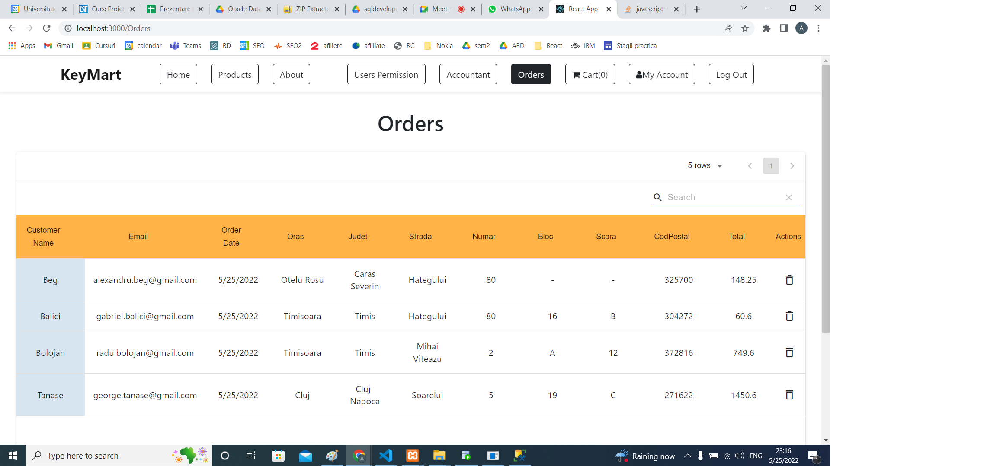 Universitate Curs: Proiec Prezentare Oracle Data ZIP Extracto sqldevelope Meet - WhatsApp React App javascript -
localhost:3000/Orders
A
Apps Gmail Cursuri calendar Teams BD SEO SEO2 afiliere afilliate RC Nokia sem2 ABD React IBM Stagii practica
KeyMart Home Products About Users Permission Accountant Orders Cart(0) My Account Log Out
Orders
5 rows 1
Search
Customer Name Email Order Date Oras Judet Strada Numar Bloc Scara CodPostal Total Actions
Beg alexandru.beg@gmail.com 5/25/2022 Otelu Rosu Caras Severin Hategului 80 - - 325700 148.25
Balici gabriel.balici@gmail.com 5/25/2022 Timisoara Timis Hategului 80 16 B 304272 60.6
Bolojan radu.bolojan@gmail.com 5/25/2022 Timisoara Timis Mihai Viteazu 2 A 12 372816 749.6
Tanase george.tanase@gmail.com 5/25/2022 Cluj Cluj-Napoca Soarelui 5 19 C 271622 1450.6
Type here to search Raining now ENG 23:16
5/25/2022 1